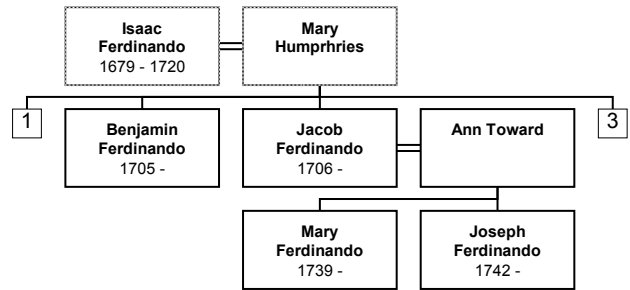 Isaac
Ferdinando
1679 - 1720
Mary
Humprhries
1
Benjamin
Ferdinando
1705 -
Jacob
Ferdinando
1706 -
Ann Toward
3
Mary
Ferdinando
1739 -
Joseph
Ferdinando
1742 -